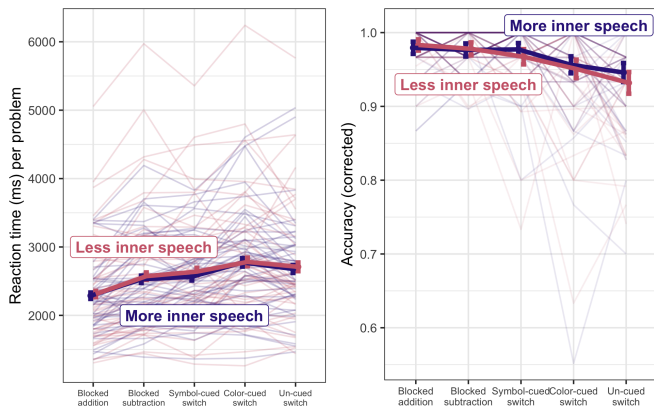 Reaction time (ms) per problem
6000
5000
4000
3000
2000
Less inner speech
More inner speech
Blocked
addition
Blocked
subtraction
Symbol-cued
switch
Color-cued
switch
Un-cued
switch
Accuracy (corrected)
1.0
0.9
0.8
0.7
0.6
More inner speech
Less inner speech
Blocked
addition
Blocked
subtraction
Symbol-cued
switch
Color-cued
switch
Un-cued
switch